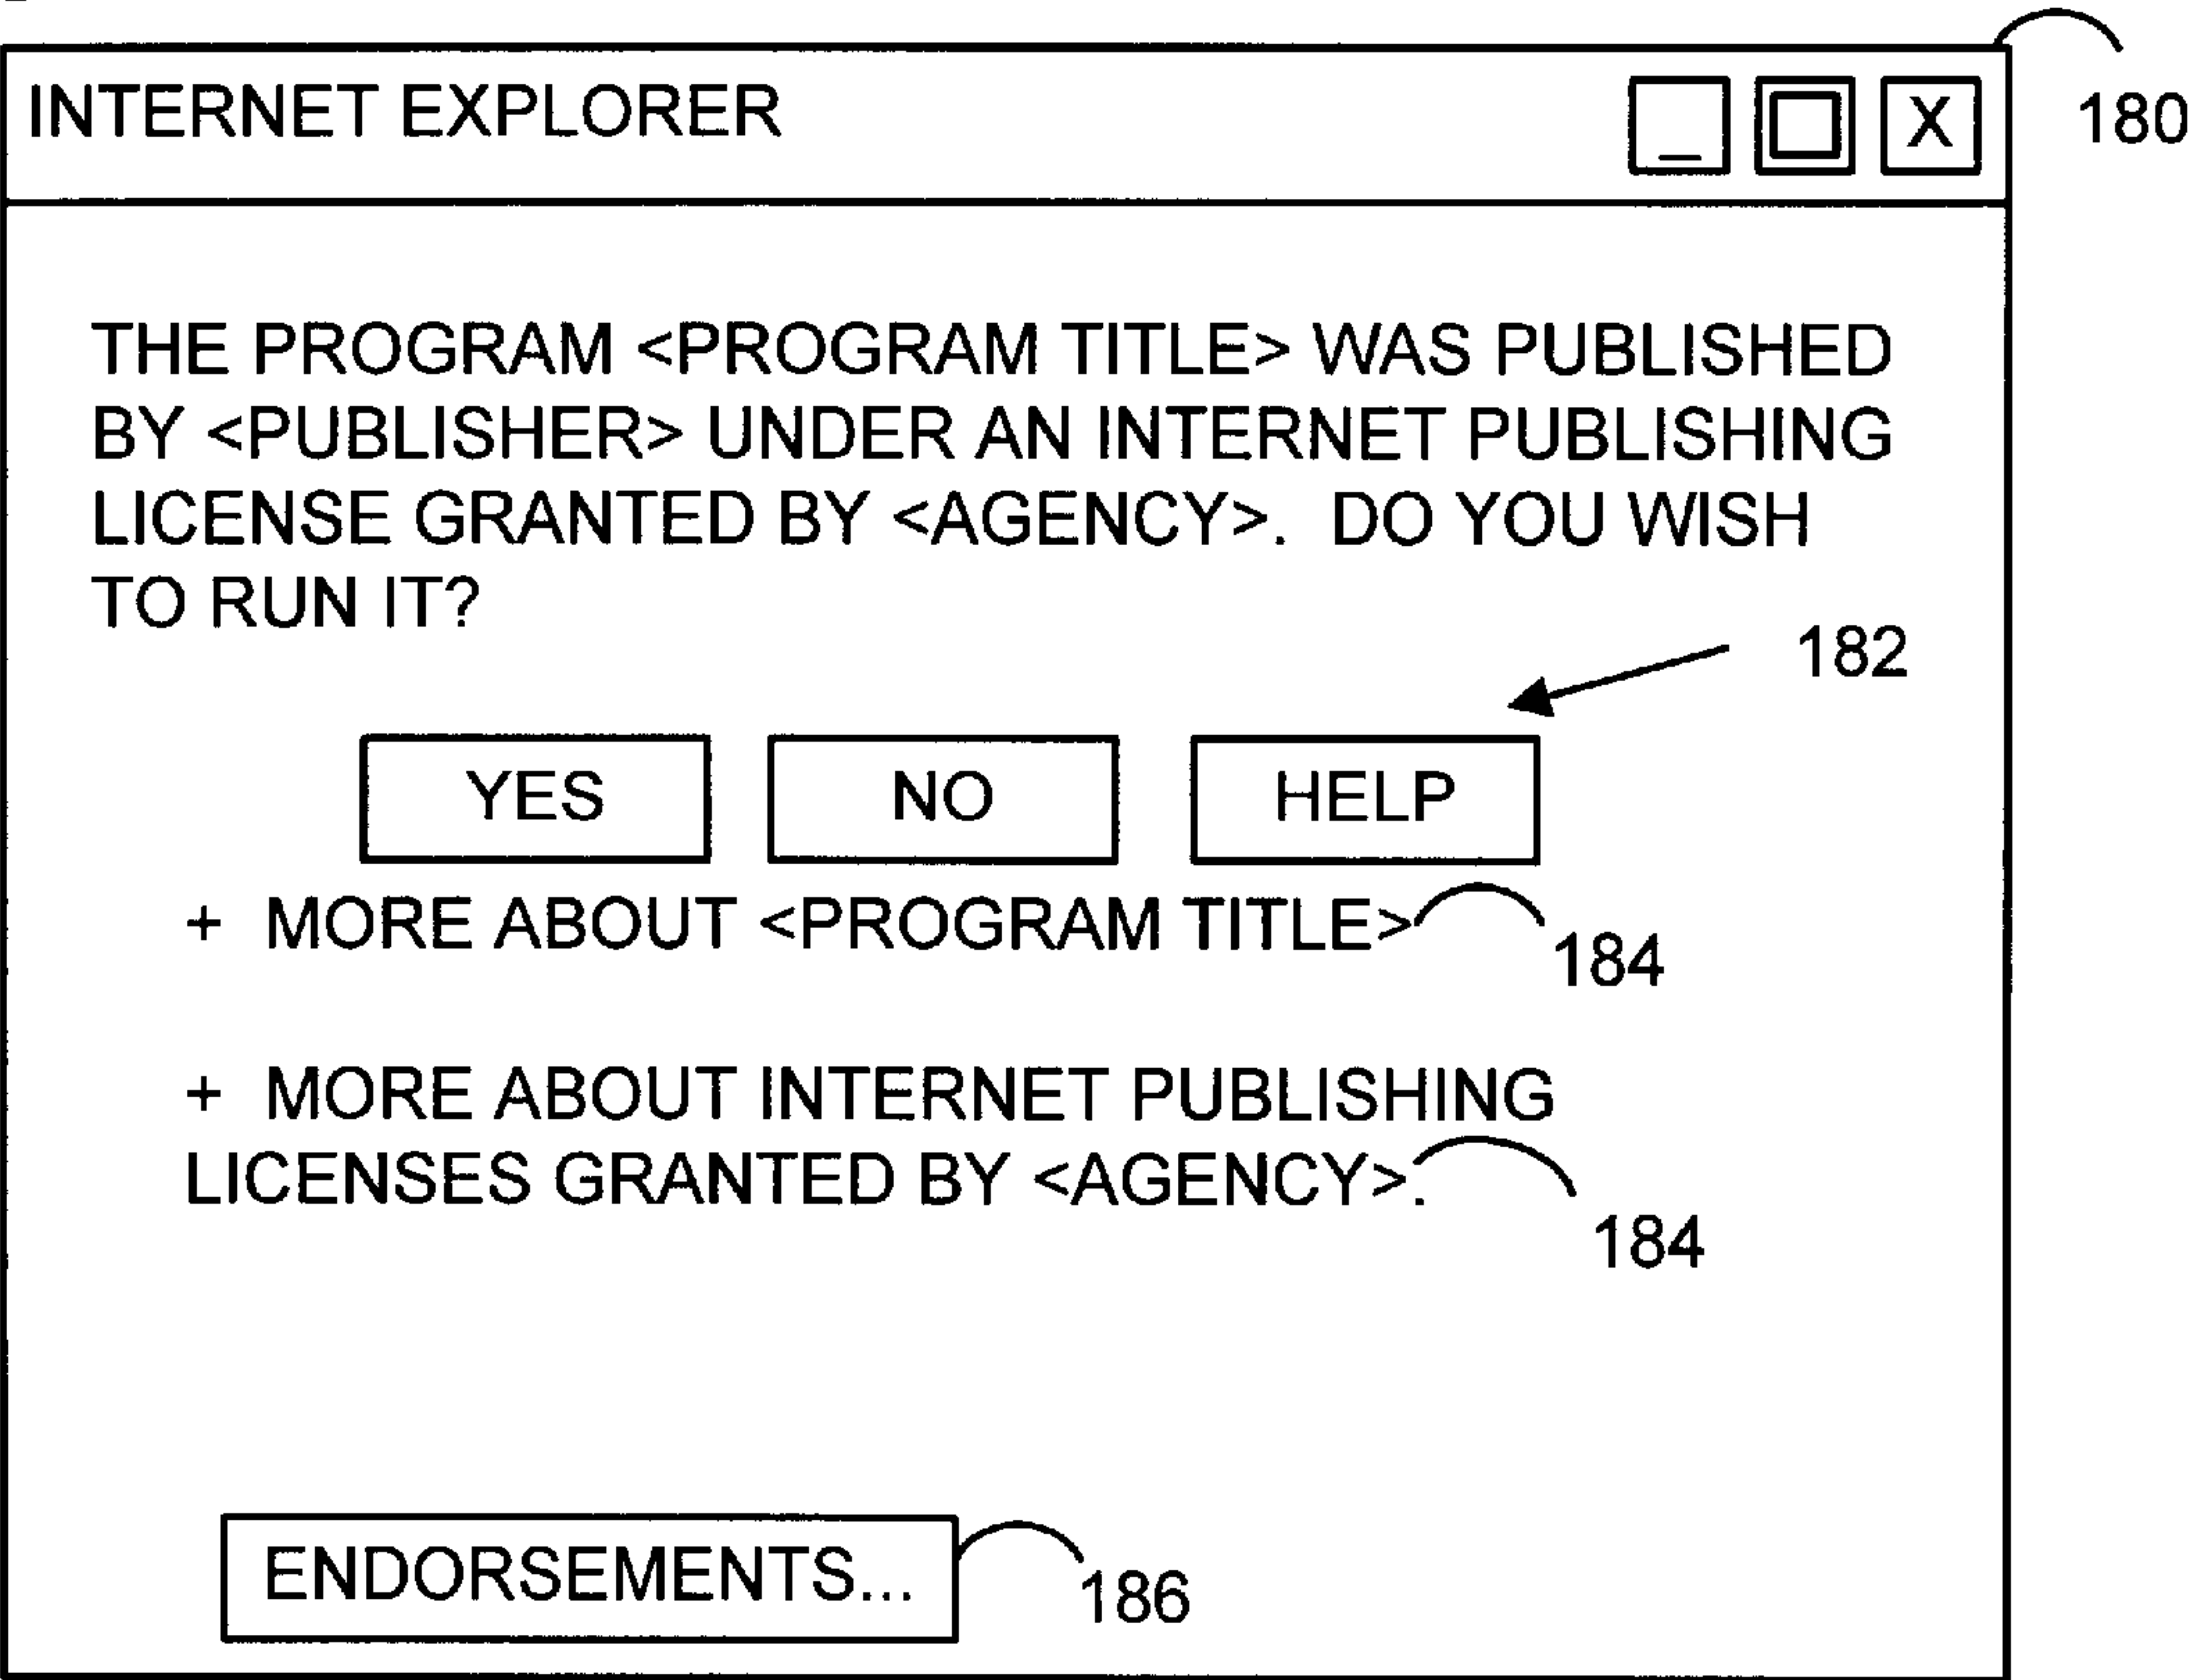 INTERNET EXPLORER
_ X
180
THE PROGRAM <PROGRAM TITLE> WAS PUBLISHED
BY <PUBLISHER> UNDER AN INTERNET PUBLISHING
LICENSE GRANTED BY <AGENCY>. DO YOU WISH
TO RUN IT?
182
YES NO HELP
+ MORE ABOUT <PROGRAM TITLE>
184
+ MORE ABOUT INTERNET PUBLISHING
LICENSES GRANTED BY <AGENCY>.
184
ENDORSEMENTS...
186